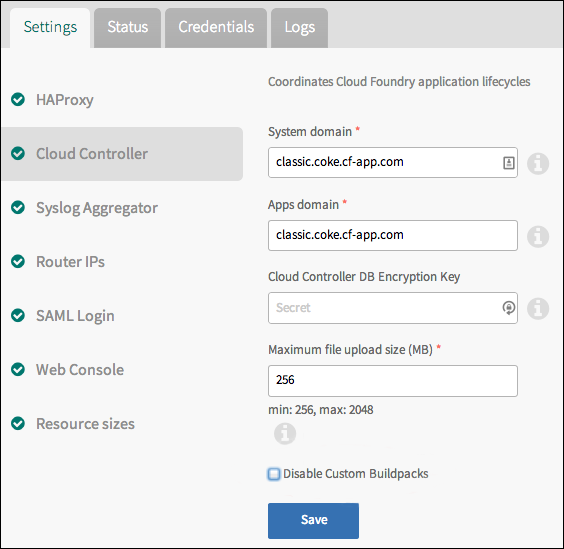 Settings
Status
Credentials
Logs
HAProxy
Cloud Controller
Syslog Aggregator
Router IPs
SAML Login
Web Console
Resource sizes
Coordinates Cloud Foundry application lifecycles
System domain *
classic.coke.cf-app.com
Apps domain *
classic.coke.cf-app.com
Cloud Controller DB Encryption Key
Secret
Maximum file upload size (MB) *
256
min: 256, max: 2048
Disable Custom Buildpacks
Save